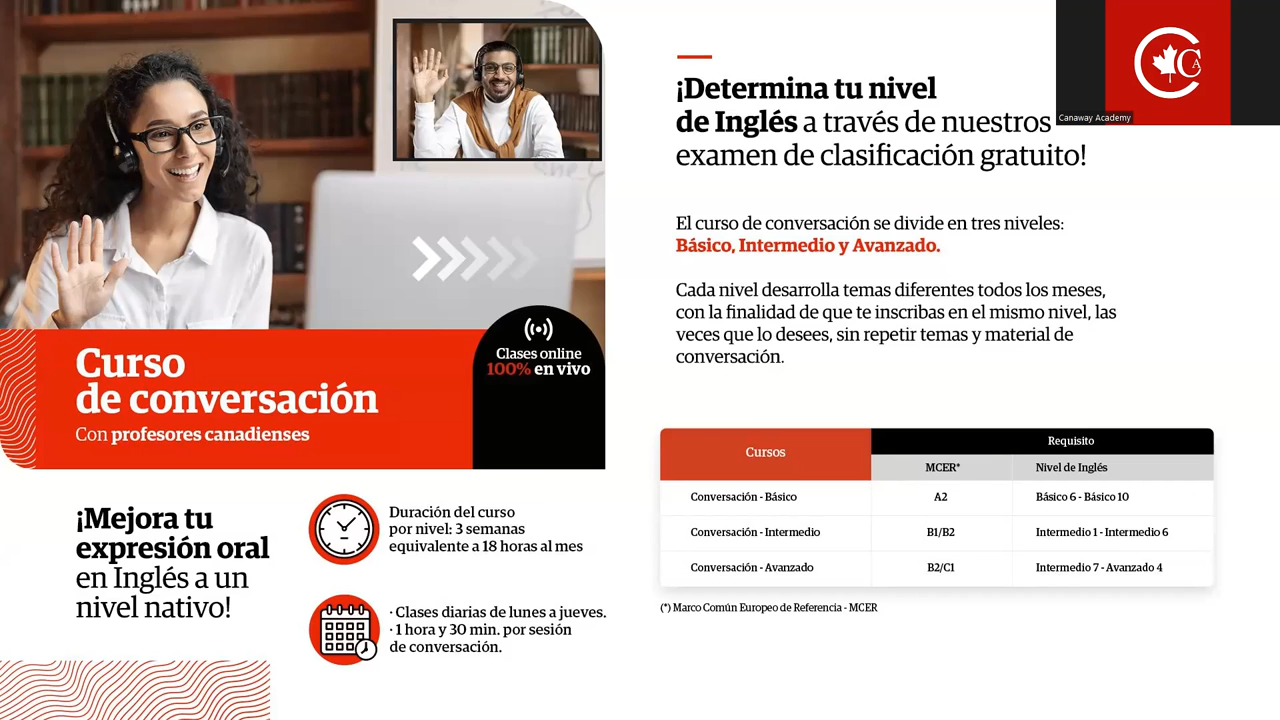 Curso
de conversación
Con profesores canadienses
Clases online
100% en vivo
¡Mejora tu
expresión oral
en Inglés a un
nivel nativo!
Duración del curso
por nivel: 3 semanas
equivalente a 18 horas al mes
· Clases diarias de lunes a jueves.
· 1 hora y 30 min. por sesión
de conversación.
¡Determina tu nivel
de Inglés a través de nuestros
examen de clasificación gratuito!
El curso de conversación se divide en tres niveles:
Básico, Intermedio y Avanzado.
Cada nivel desarrolla temas diferentes todos los meses,
con la finalidad de que te inscribas en el mismo nivel, las
veces que lo desees, sin repetir temas y material de
conversación.
Cursos Requisito
MCER* Nivel de Inglés
Conversación - Básico A2 Básico 6 - Básico 10
Conversación - Intermedio B1/B2 Intermedio 1 - Intermedio 6
Conversación - Avanzado B2/C1 Intermedio 7 - Avanzado 4
(*) Marco Común Europeo de Referencia - MCER
CA
Canaway Academy